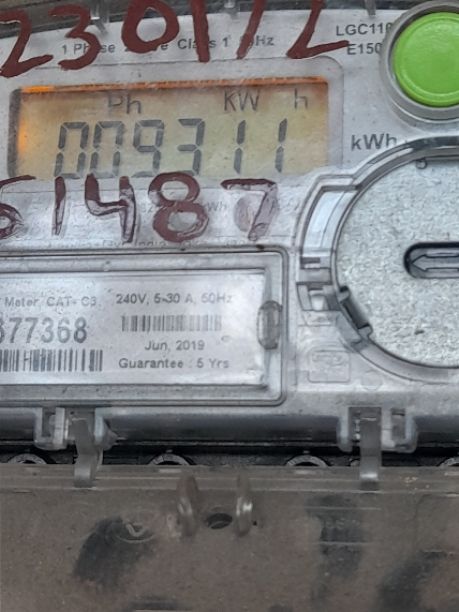 230172
LGC110
1 Phase Class 1 Hz
E150
Ph KW h
009311
kWh
61487
Meter, CAT- C3 240V, 5-30 A, 50Hz
377368
Jun, 2019
Guarantee : 5 Yrs